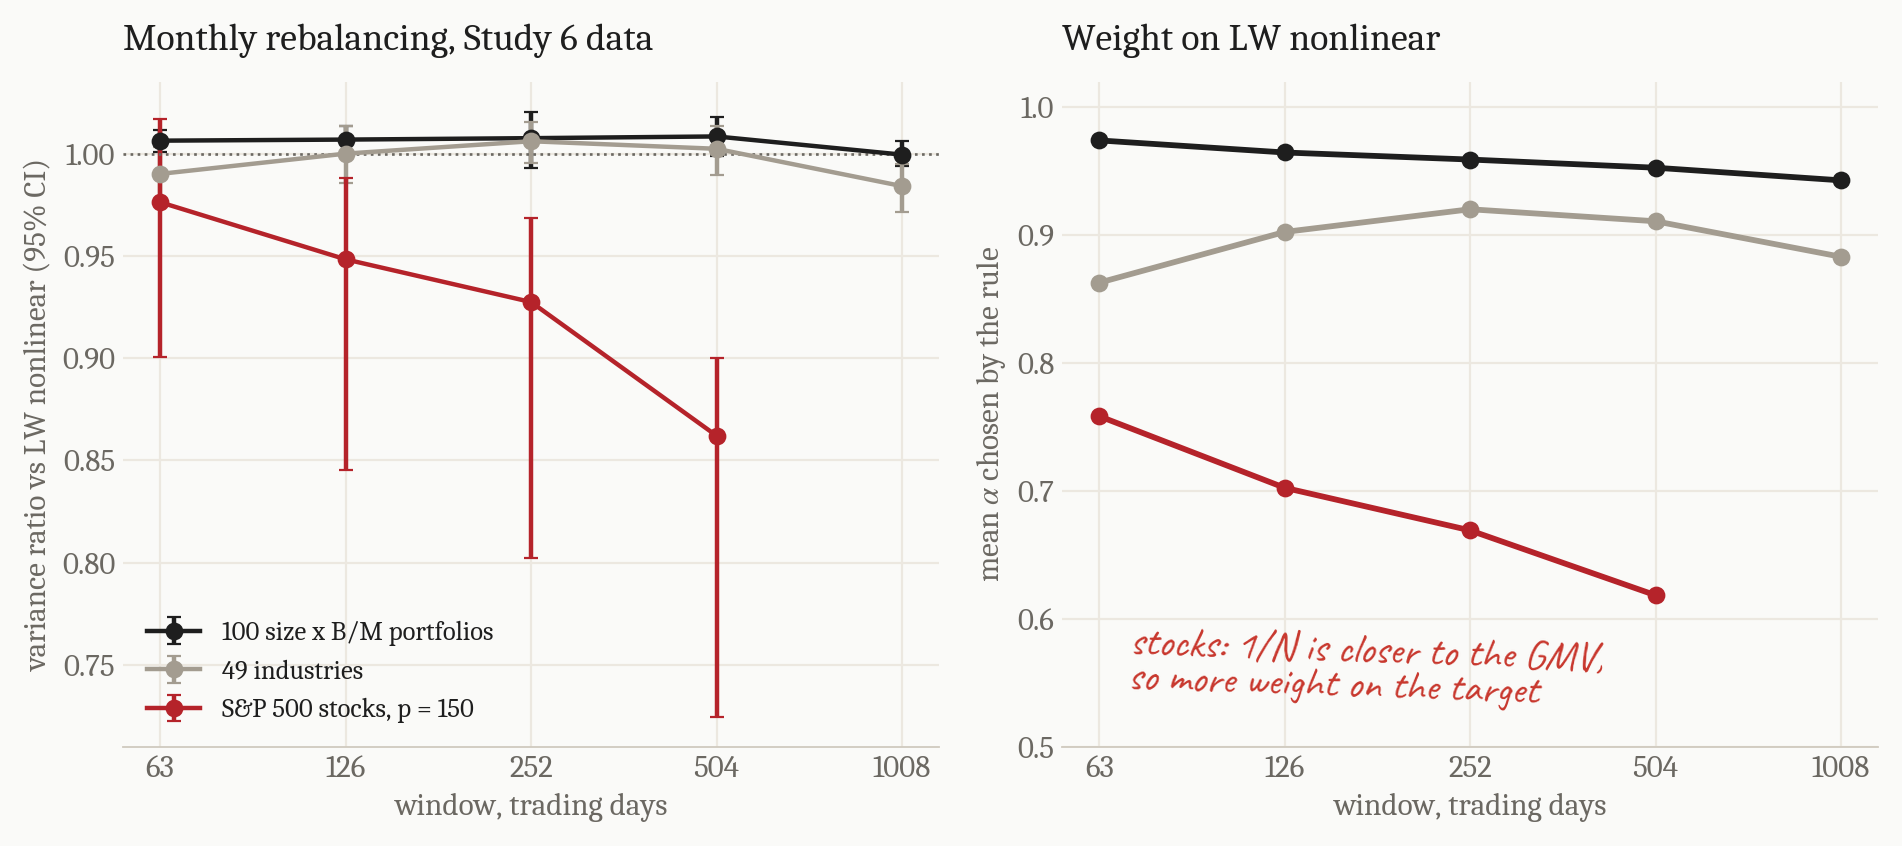 Monthly rebalancing, Study 6 data
variance ratio vs LW nonlinear (95% CI)
1.00
0.95
0.90
0.85
0.80
0.75
100 size x B/M portfolios
49 industries
S&P 500 stocks, p = 150
63 126 252 504 1008
window, trading days
Weight on LW nonlinear
mean α chosen by the rule
1.0
0.9
0.8
0.7
0.6
0.5
stocks: 1/N is closer to the GMV,
so more weight on the target
63 126 252 504 1008
window, trading days